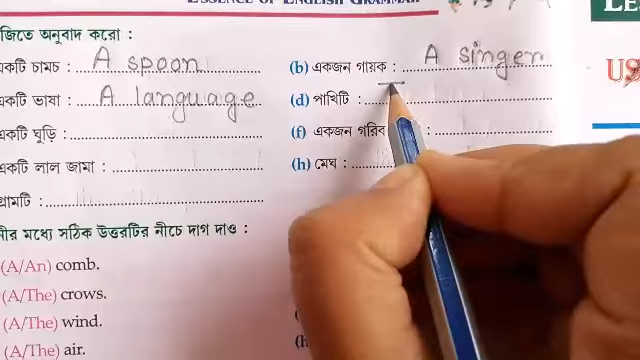 ESSENCE OF ENGLISH GRAMMAR
জিতে অনুবাদ করো :
একটি চামচ : A spoon (b) একজন গায়ক : A singer
একটি ভাষা : A language (d) পাখিটি :
একটি ঘুড়ি : (f) একজন গরিব :
একটি লাল জামা : (h) মেঘ :
গ্রামটি :
মধ্যে সঠিক উত্তরটির নীচে দাগ দাও :
(A/An) comb.
(A/The) crows.
(A/The) wind.
(A/The) air.
US